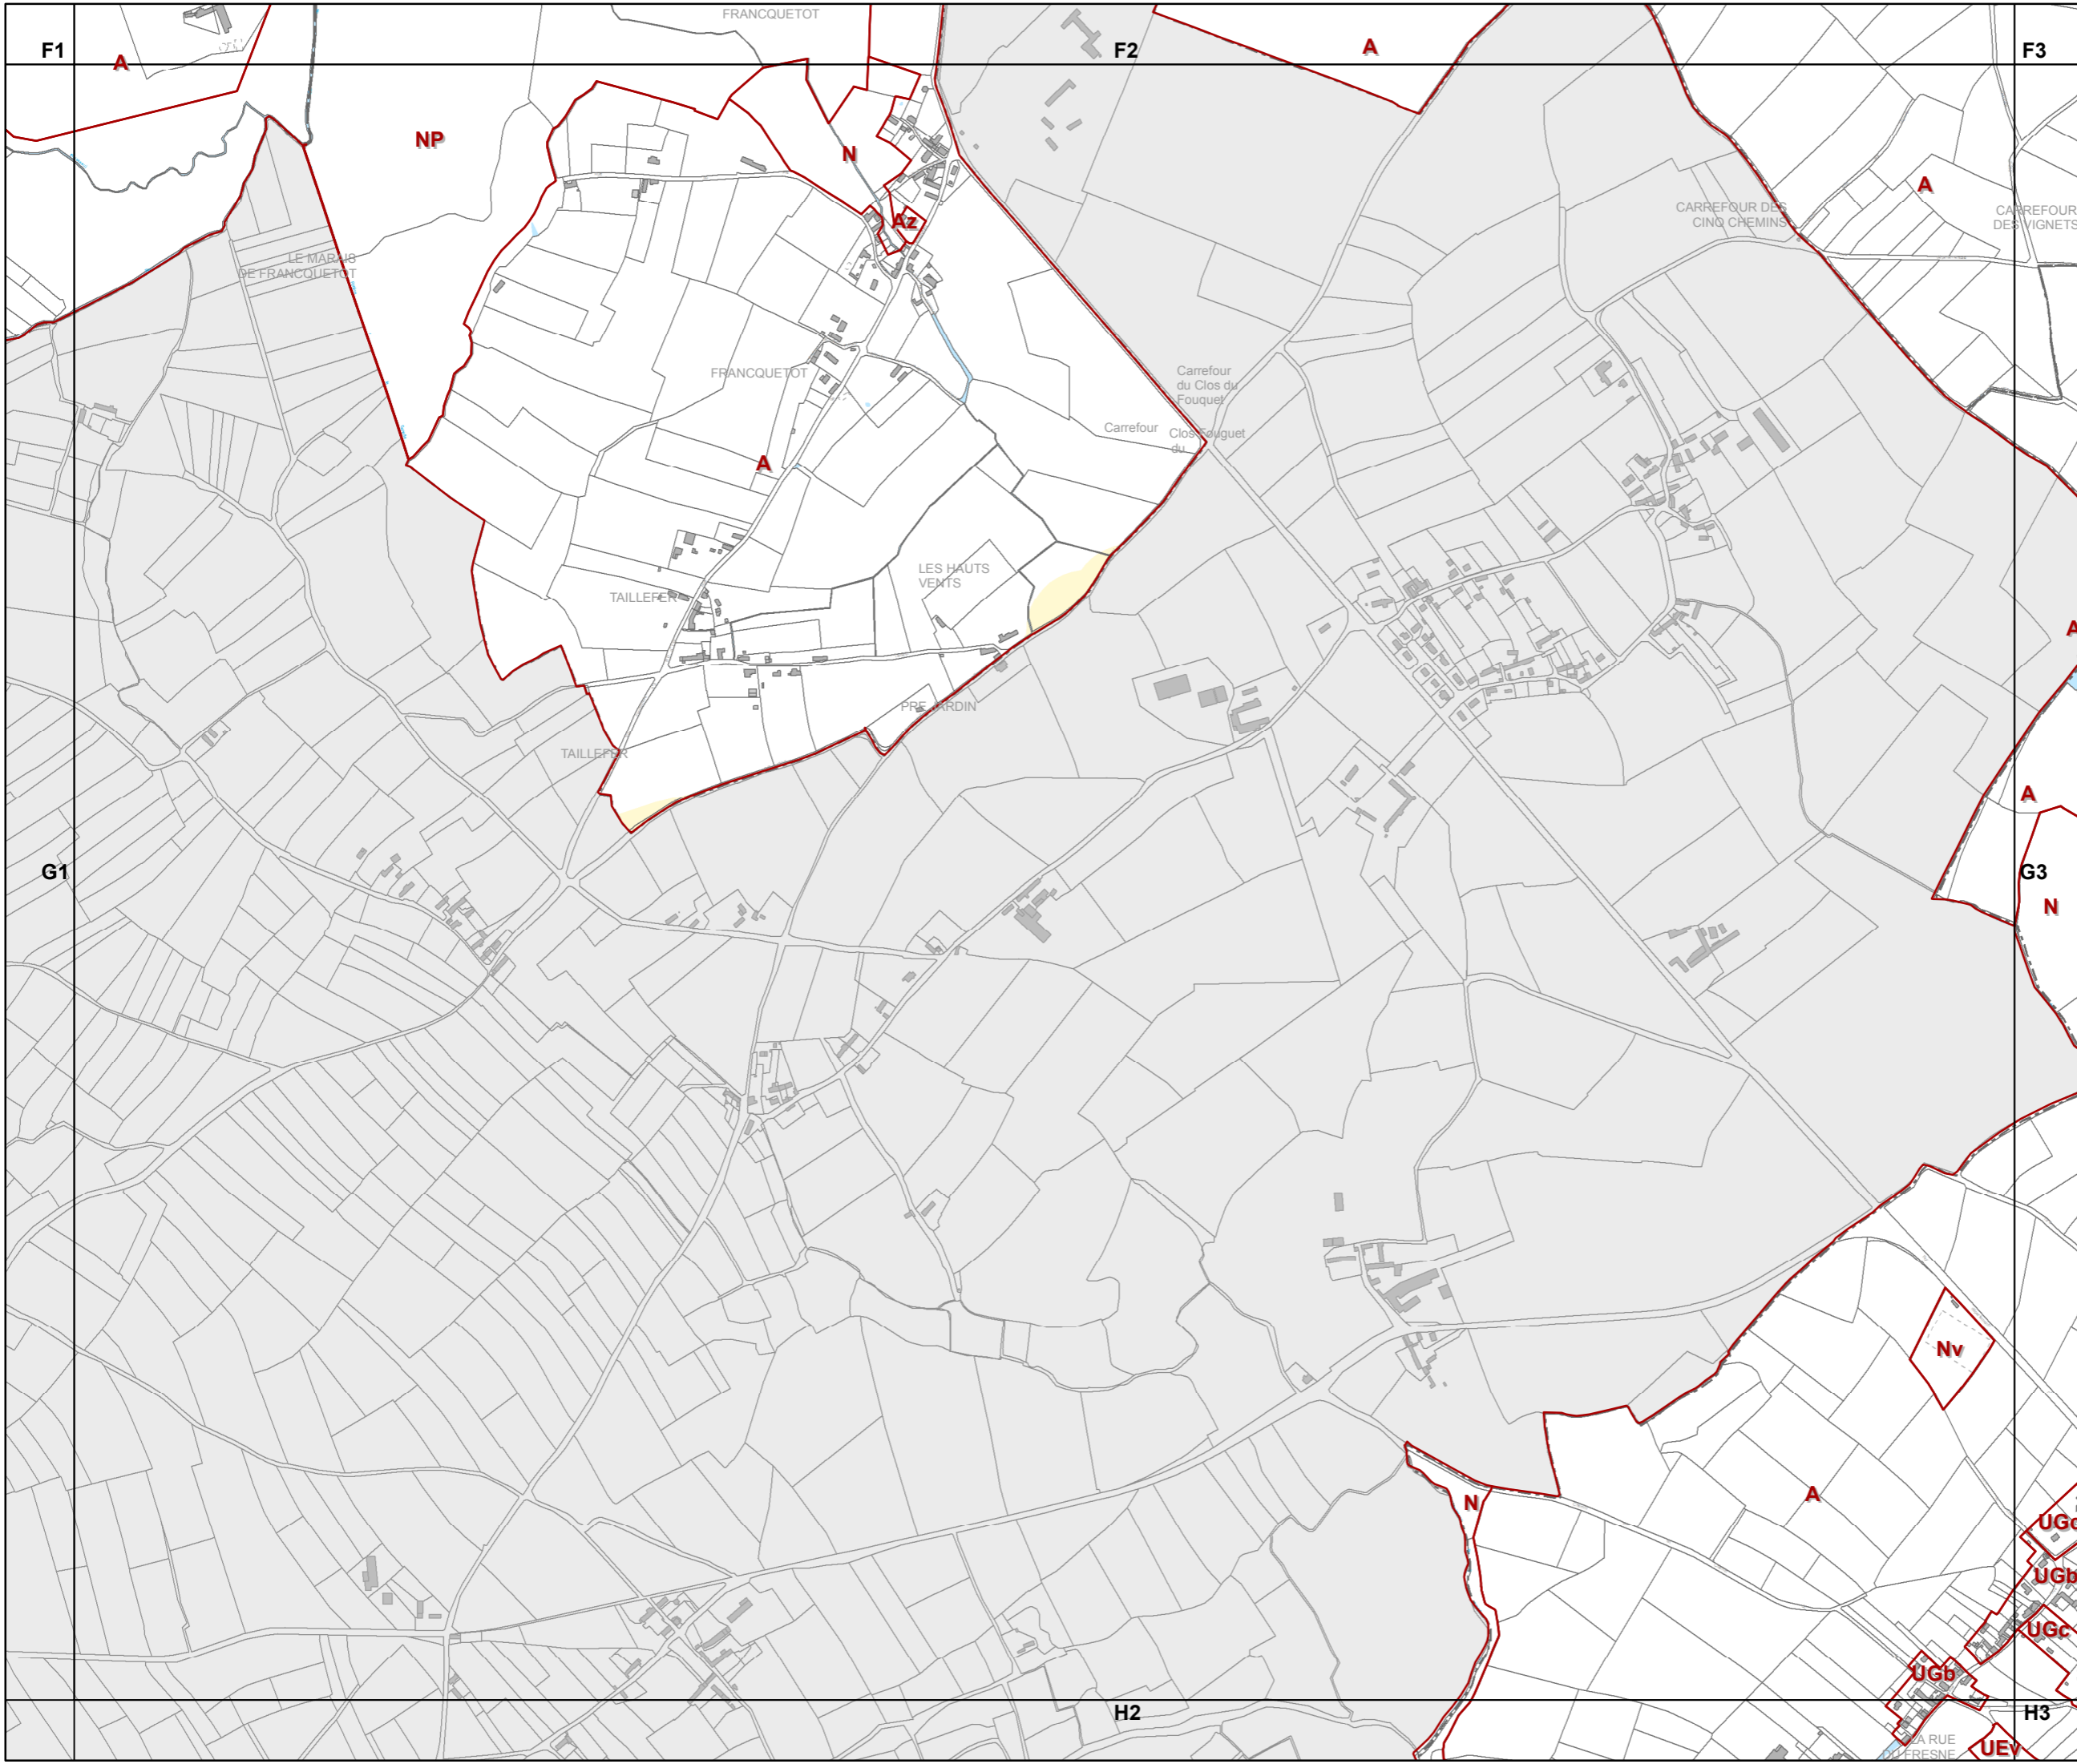 FRANCQUETOT
F1
A
F2
A
F3
NP
N
A
Az
CARREFOUR DES
CINQ CHEMINS
CARREFOUR
DES VIGNETS
LE MARAIS
DE FRANCQUETOT
FRANCQUETOT
Carrefour
du Clos du
Fouquet
Carrefour
Clos Fouquet
du
A
LES HAUTS
VENTS
TAILLEFER
A
PRE JARDIN
TAILLEFER
A
G1
G3
N
Nv
N
A
UGc
UGb
UGc
UGb
H2
H3
LA RUE
DU FRESNE
UEv